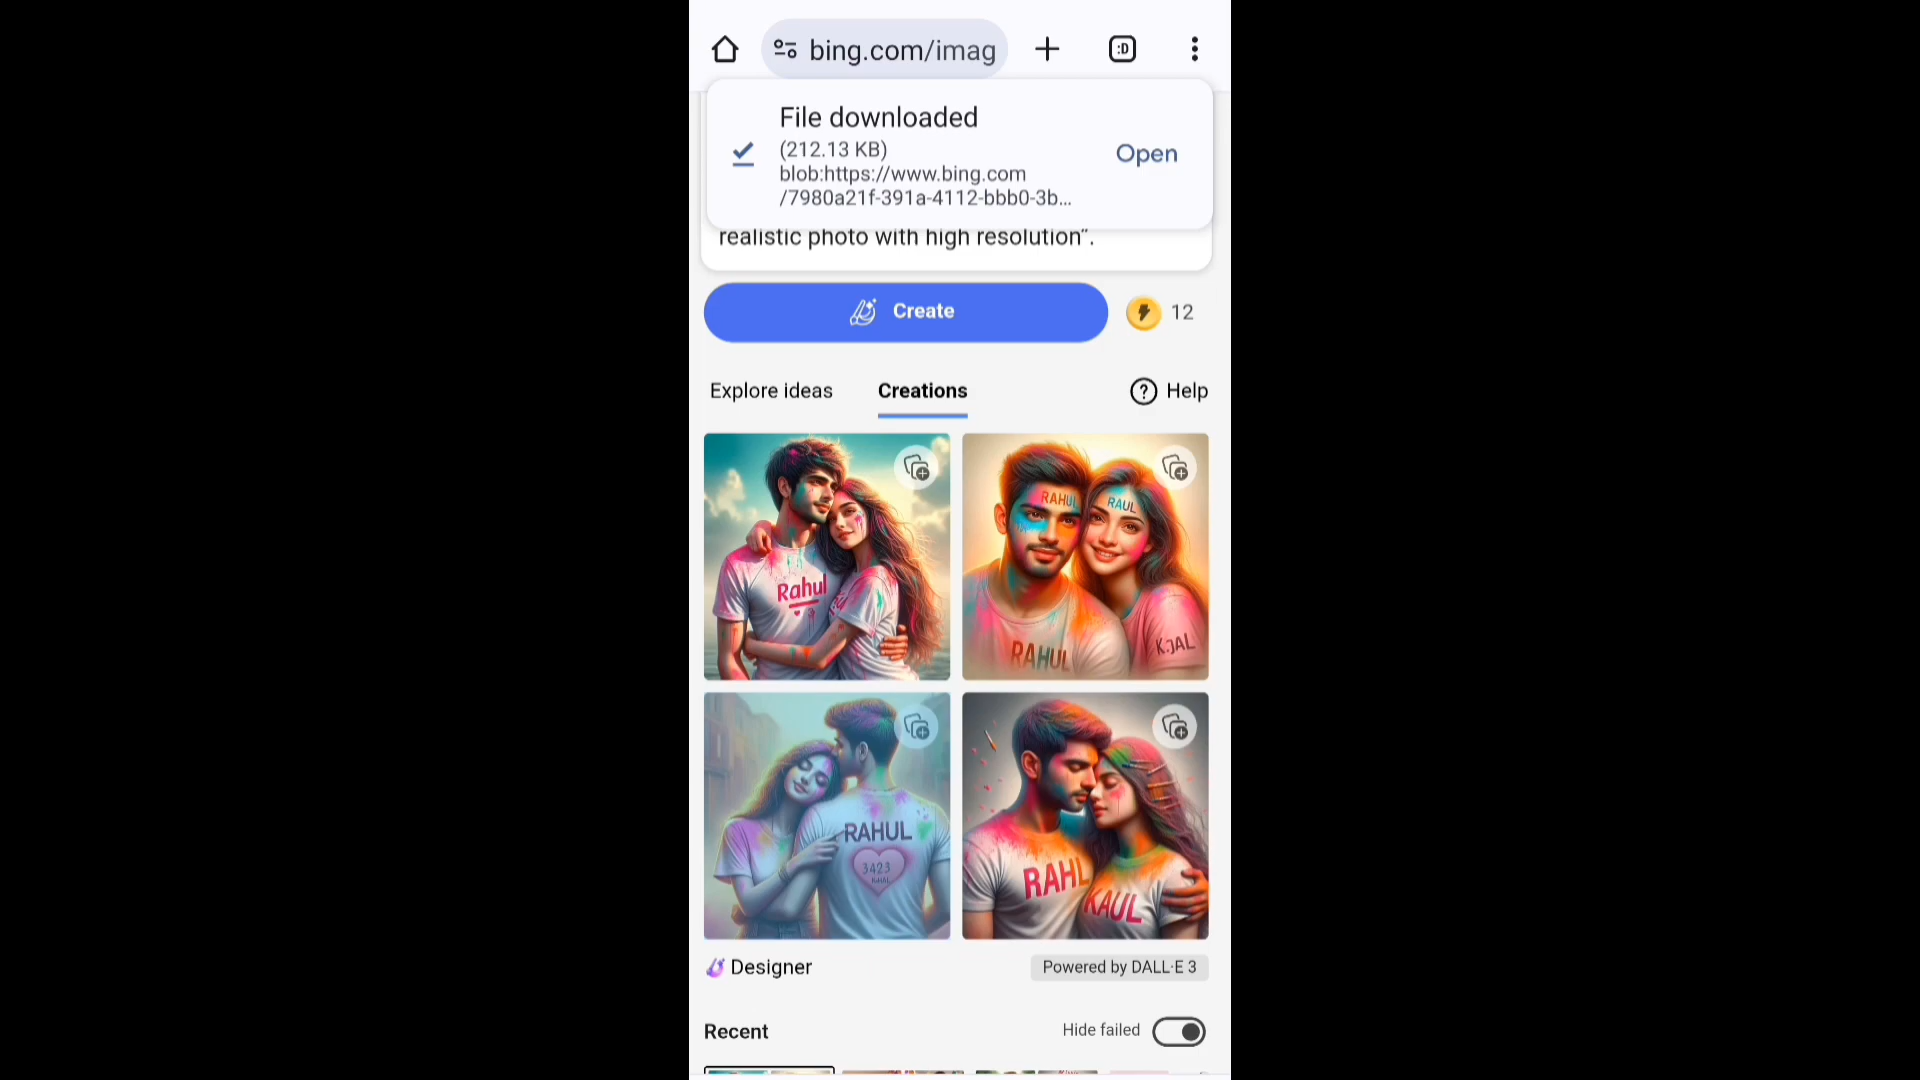 bing.com/imag
:D
File downloaded
(212.13 KB)
Open
blob:https://www.bing.com
/7980a21f-391a-4112-bbb0-3b...
realistic photo with high resolution".
Create
12
Explore ideas
Creations
? Help
Rahul
RAHUL
RAUL
RAHUL
K:JAL
RAHUL
3423
RAHL
KAUL
Designer
Powered by DALL·E 3
Recent
Hide failed